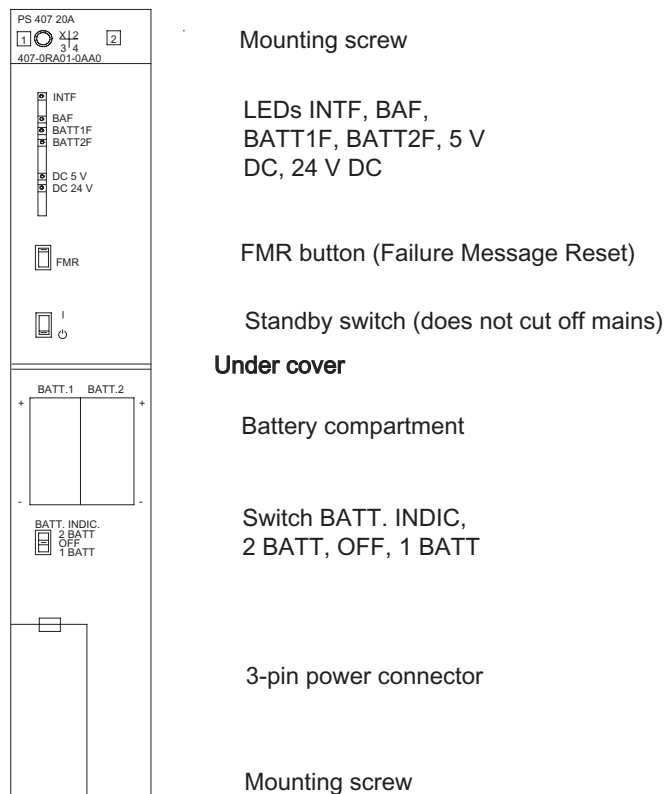 PS 407 20A
1 X 2 3 4 2
407-0RA01-0AA0
Mounting screw
INTF
BAF
BATT1F
BATT2F
DC 5 V
DC 24 V
LEDs INTF, BAF,
BATT1F, BATT2F, 5 V
DC, 24 V DC
FMR
FMR button (Failure Message Reset)
I
Standby switch (does not cut off mains)
Under cover
BATT.1 BATT.2
+ +
Battery compartment
- -
BATT. INDIC.
2 BATT
OFF
1 BATT
Switch BATT. INDIC,
2 BATT, OFF, 1 BATT
3-pin power connector
Mounting screw